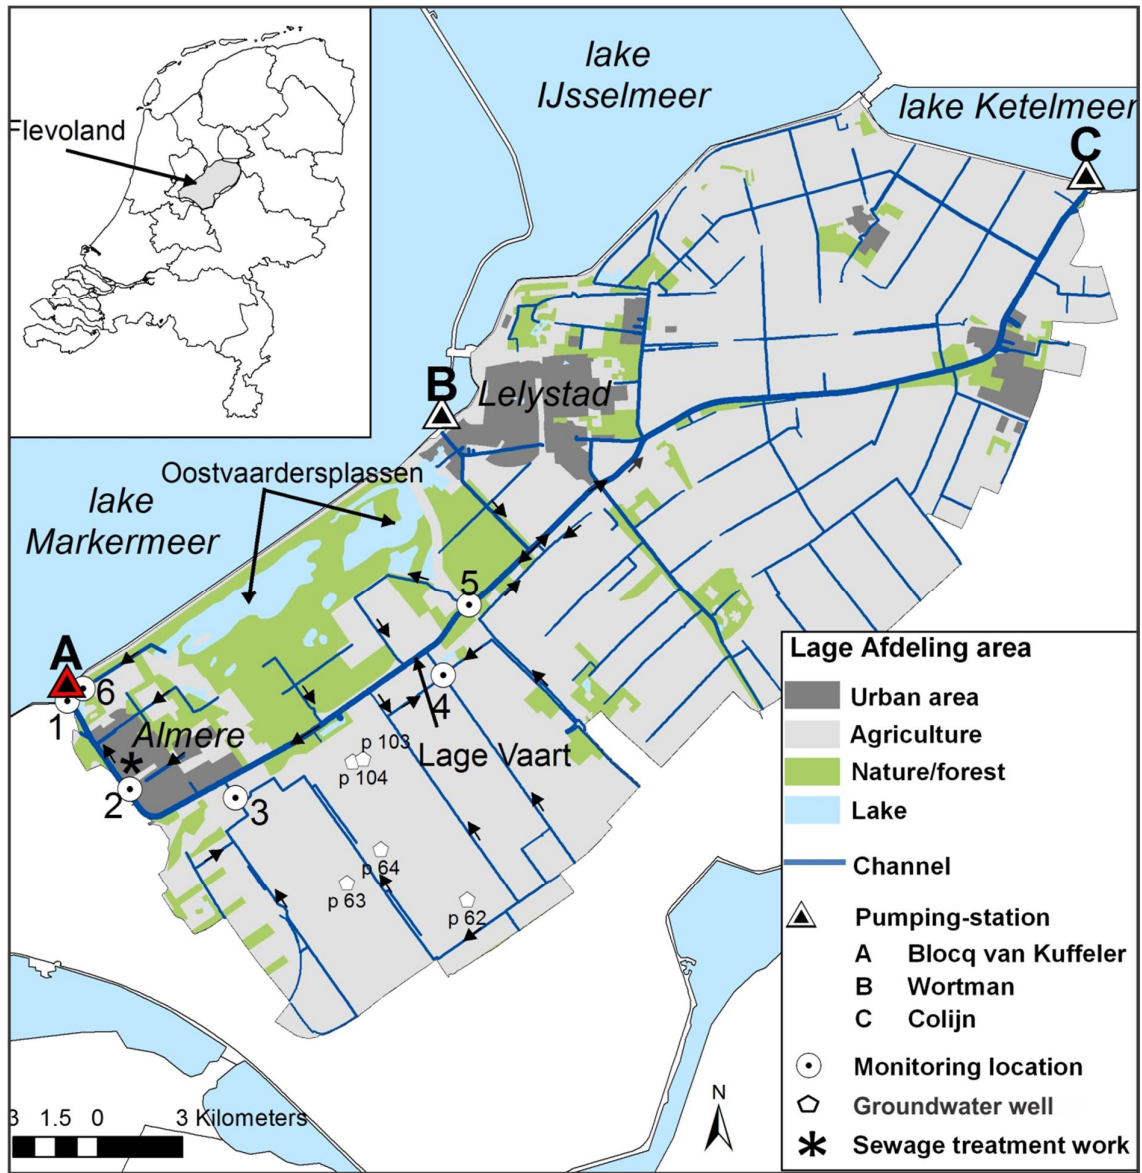 Flevoland
lake
IJsselmeer
lake Ketelmeer
C
B
Lelystad
Oostvaardersplassen
lake
Markermeer
5
A
6
1
4
Almere
p 103
Lage Vaart
p 104
*
2
3
p 64
p 63
p 62
Lage Afdeling area
Urban area
Agriculture
Nature/forest
Lake
Channel
Pumping-station
A Blocq van Kuffeler
B Wortman
C Colijn
Monitoring location
Groundwater well
* Sewage treatment work
N
3 1.5 0 3 Kilometers